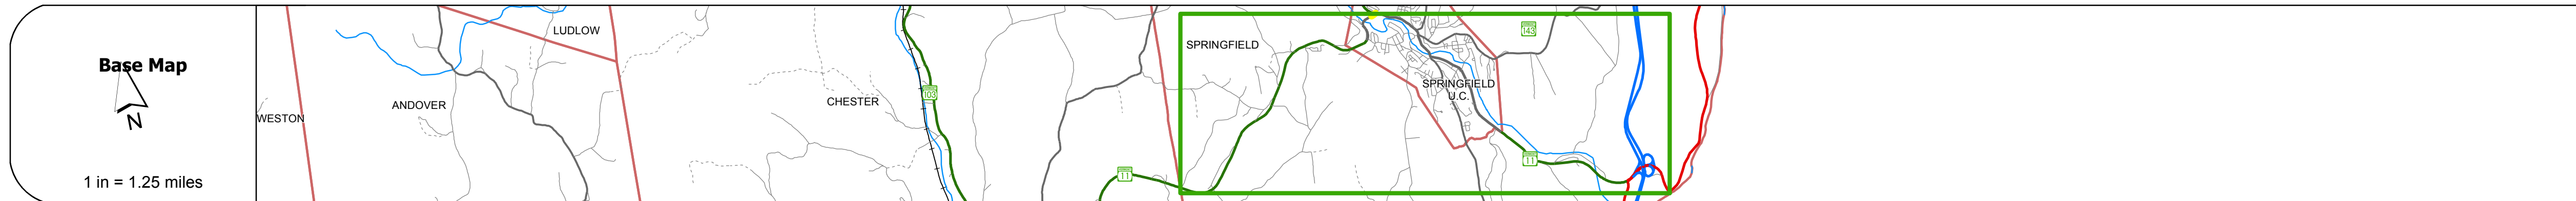 Base Map
N
1 in = 1.25 miles
WESTON
ANDOVER
LUDLOW
CHESTER
103
11
SPRINGFIELD
SPRINGFIELD
U.C.
143
11